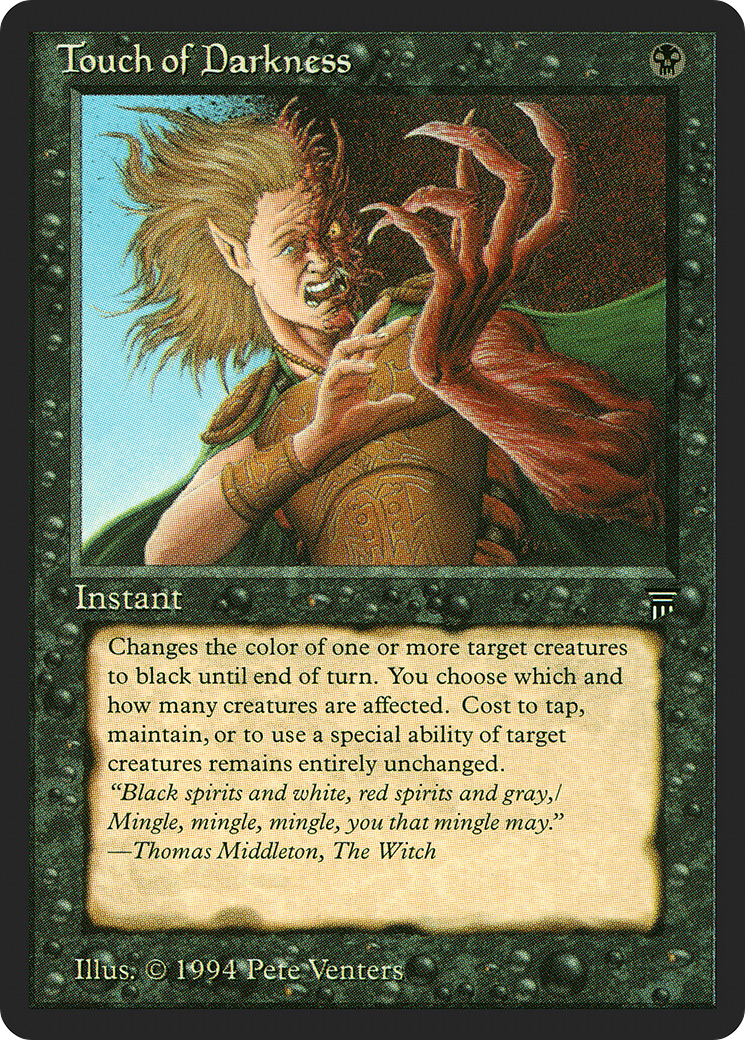 Touch of Darkness
Instant
Changes the color of one or more target creatures
to black until end of turn. You choose which and
how many creatures are affected. Cost to tap,
maintain, or to use a special ability of target
creatures remains entirely unchanged.
“Black spirits and white, red spirits and gray,/
Mingle, mingle, mingle, you that mingle may.”
—Thomas Middleton, The Witch
Illus: © 1994 Pete Venters